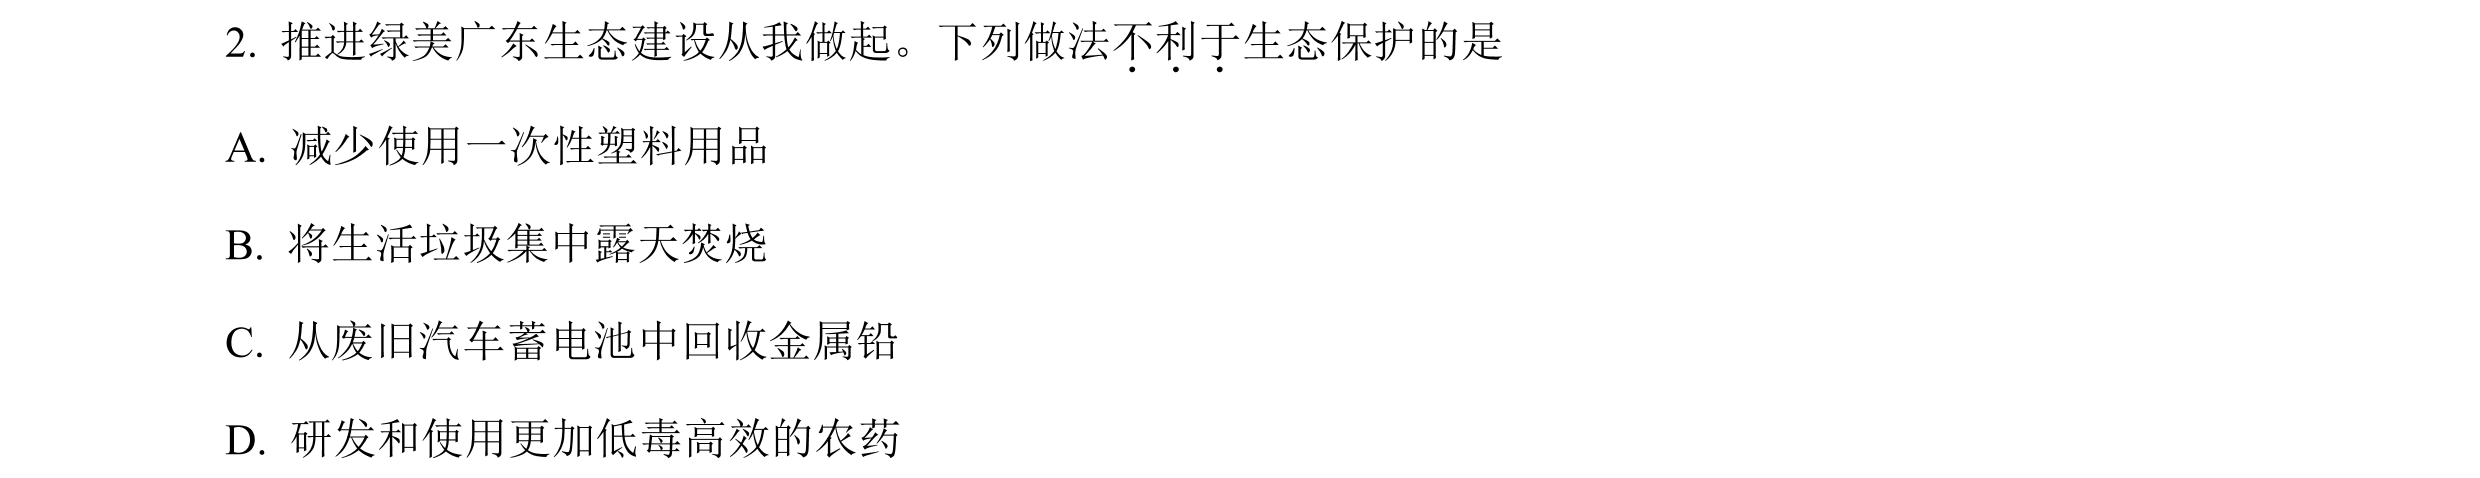 2. 推进绿美广东生态建设从我做起。下列做法不利于生态保护的是
A. 减少使用一次性塑料用品
B. 将生活垃圾集中露天焚烧
C. 从废旧汽车蓄电池中回收金属铅
D. 研发和使用更加低毒高效的农药